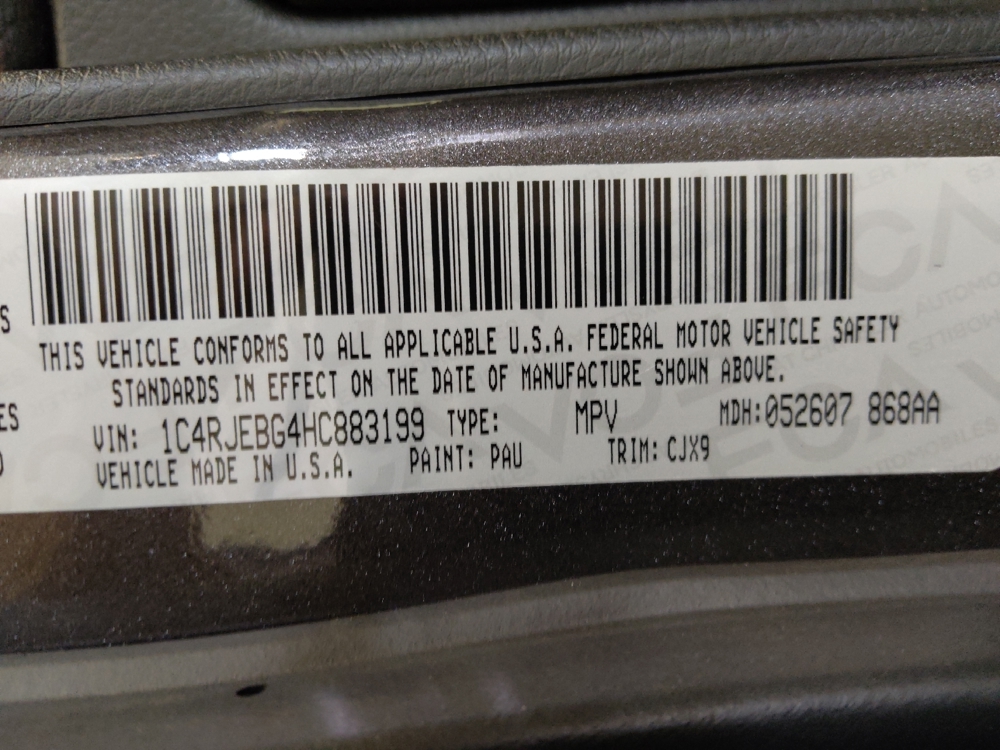 THIS VEHICLE CONFORMS TO ALL APPLICABLE U.S.A. FEDERAL MOTOR VEHICLE SAFETY
STANDARDS IN EFFECT ON THE DATE OF MANUFACTURE SHOWN ABOVE.
VIN: 1C4RJEBG4HC883199 TYPE: MPV MDH:052607 868AA
VEHICLE MADE IN U.S.A. PAINT: PAU TRIM: CJX9